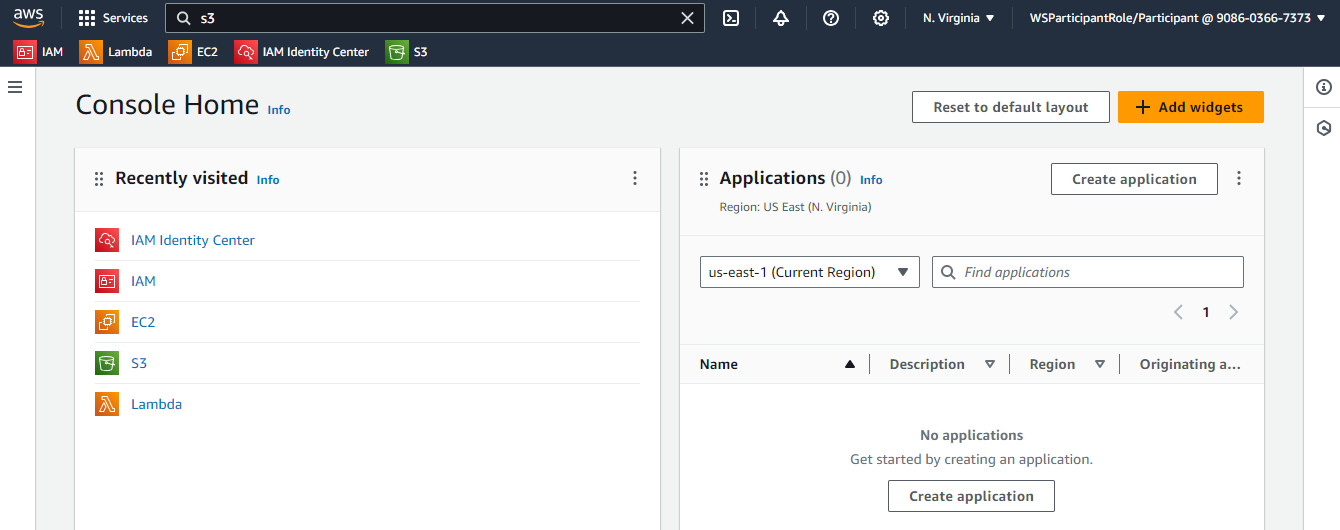 aws Services s3 N. Virginia WSParticipantRole/Participant @ 9086-0366-7373
IAM Lambda EC2 IAM Identity Center S3
Console Home Info
Reset to default layout
Add widgets
Recently visited Info
IAM Identity Center
IAM
EC2
S3
Lambda
Applications (0) Info
Create application
Region: US East (N. Virginia)
us-east-1 (Current Region)
Find applications
1
Name Description Region Originating a...
No applications
Get started by creating an application.
Create application